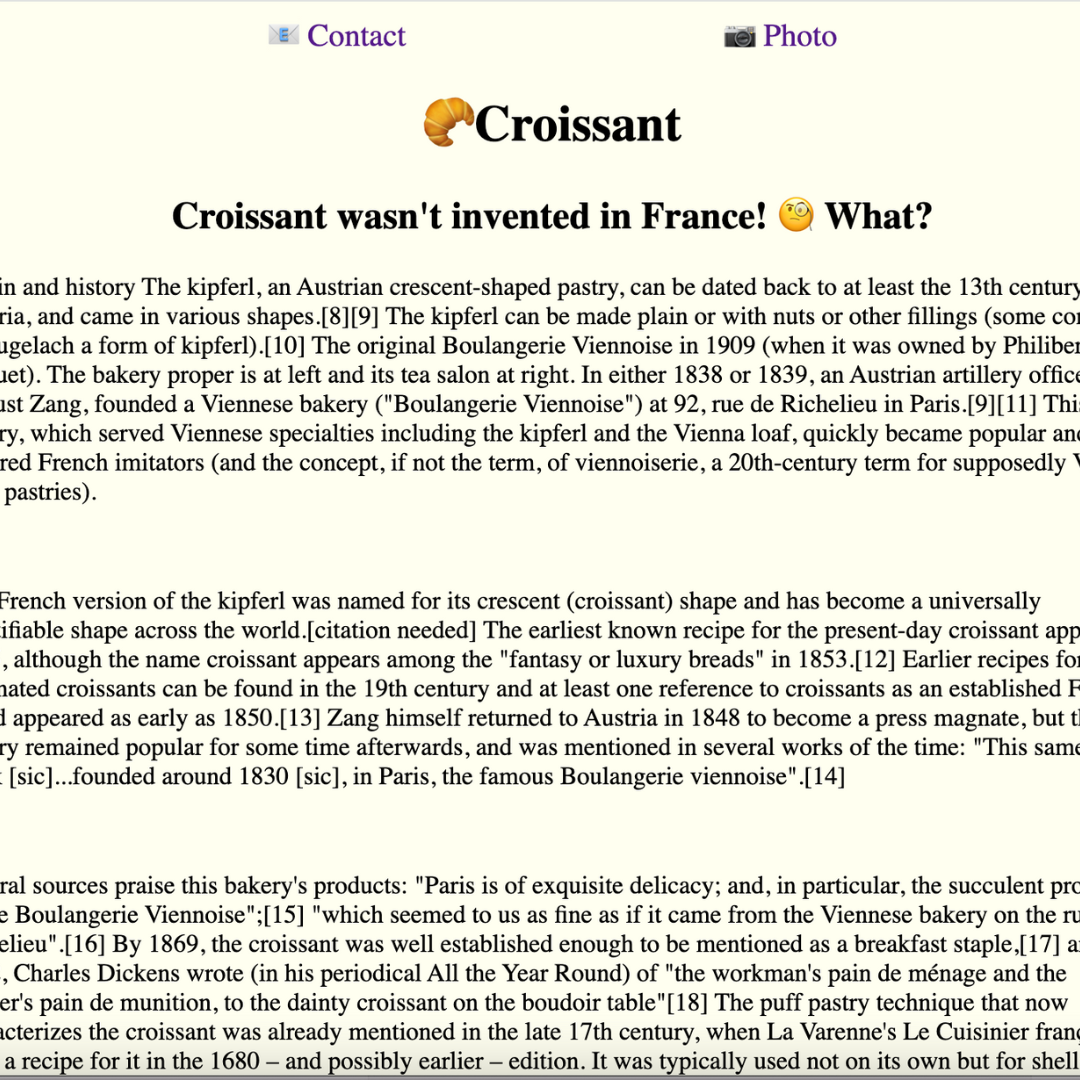 📧 Contact 📷 Photo
🥐Croissant
Croissant wasn't invented in France! 🧐 What?
in and history The kipferl, an Austrian crescent-shaped pastry, can be dated back to at least the 13th century
ria, and came in various shapes.[8][9] The kipferl can be made plain or with nuts or other fillings (some con
ugelach a form of kipferl).[10] The original Boulangerie Viennoise in 1909 (when it was owned by Philiber
uet). The bakery proper is at left and its tea salon at right. In either 1838 or 1839, an Austrian artillery office
ust Zang, founded a Viennese bakery ("Boulangerie Viennoise") at 92, rue de Richelieu in Paris.[9][11] This
ry, which served Viennese specialties including the kipferl and the Vienna loaf, quickly became popular and
red French imitators (and the concept, if not the term, of viennoiserie, a 20th-century term for supposedly V
pastries).
French version of the kipferl was named for its crescent (croissant) shape and has become a universally
ifiable shape across the world.[citation needed] The earliest known recipe for the present-day croissant app
, although the name croissant appears among the "fantasy or luxury breads" in 1853.[12] Earlier recipes for
nated croissants can be found in the 19th century and at least one reference to croissants as an established F
d appeared as early as 1850.[13] Zang himself returned to Austria in 1848 to become a press magnate, but th
ry remained popular for some time afterwards, and was mentioned in several works of the time: "This same
[sic]...founded around 1830 [sic], in Paris, the famous Boulangerie viennoise".[14]
ral sources praise this bakery's products: "Paris is of exquisite delicacy; and, in particular, the succulent pro
e Boulangerie Viennoise";[15] "which seemed to us as fine as if it came from the Viennese bakery on the ru
elieu".[16] By 1869, the croissant was well established enough to be mentioned as a breakfast staple,[17] a
, Charles Dickens wrote (in his periodical All the Year Round) of "the workman's pain de ménage and the
er's pain de munition, to the dainty croissant on the boudoir table"[18] The puff pastry technique that now
acterizes the croissant was already mentioned in the late 17th century, when La Varenne's Le Cuisinier franç
a recipe for it in the 1680 – and possibly earlier – edition. It was typically used not on its own but for shell